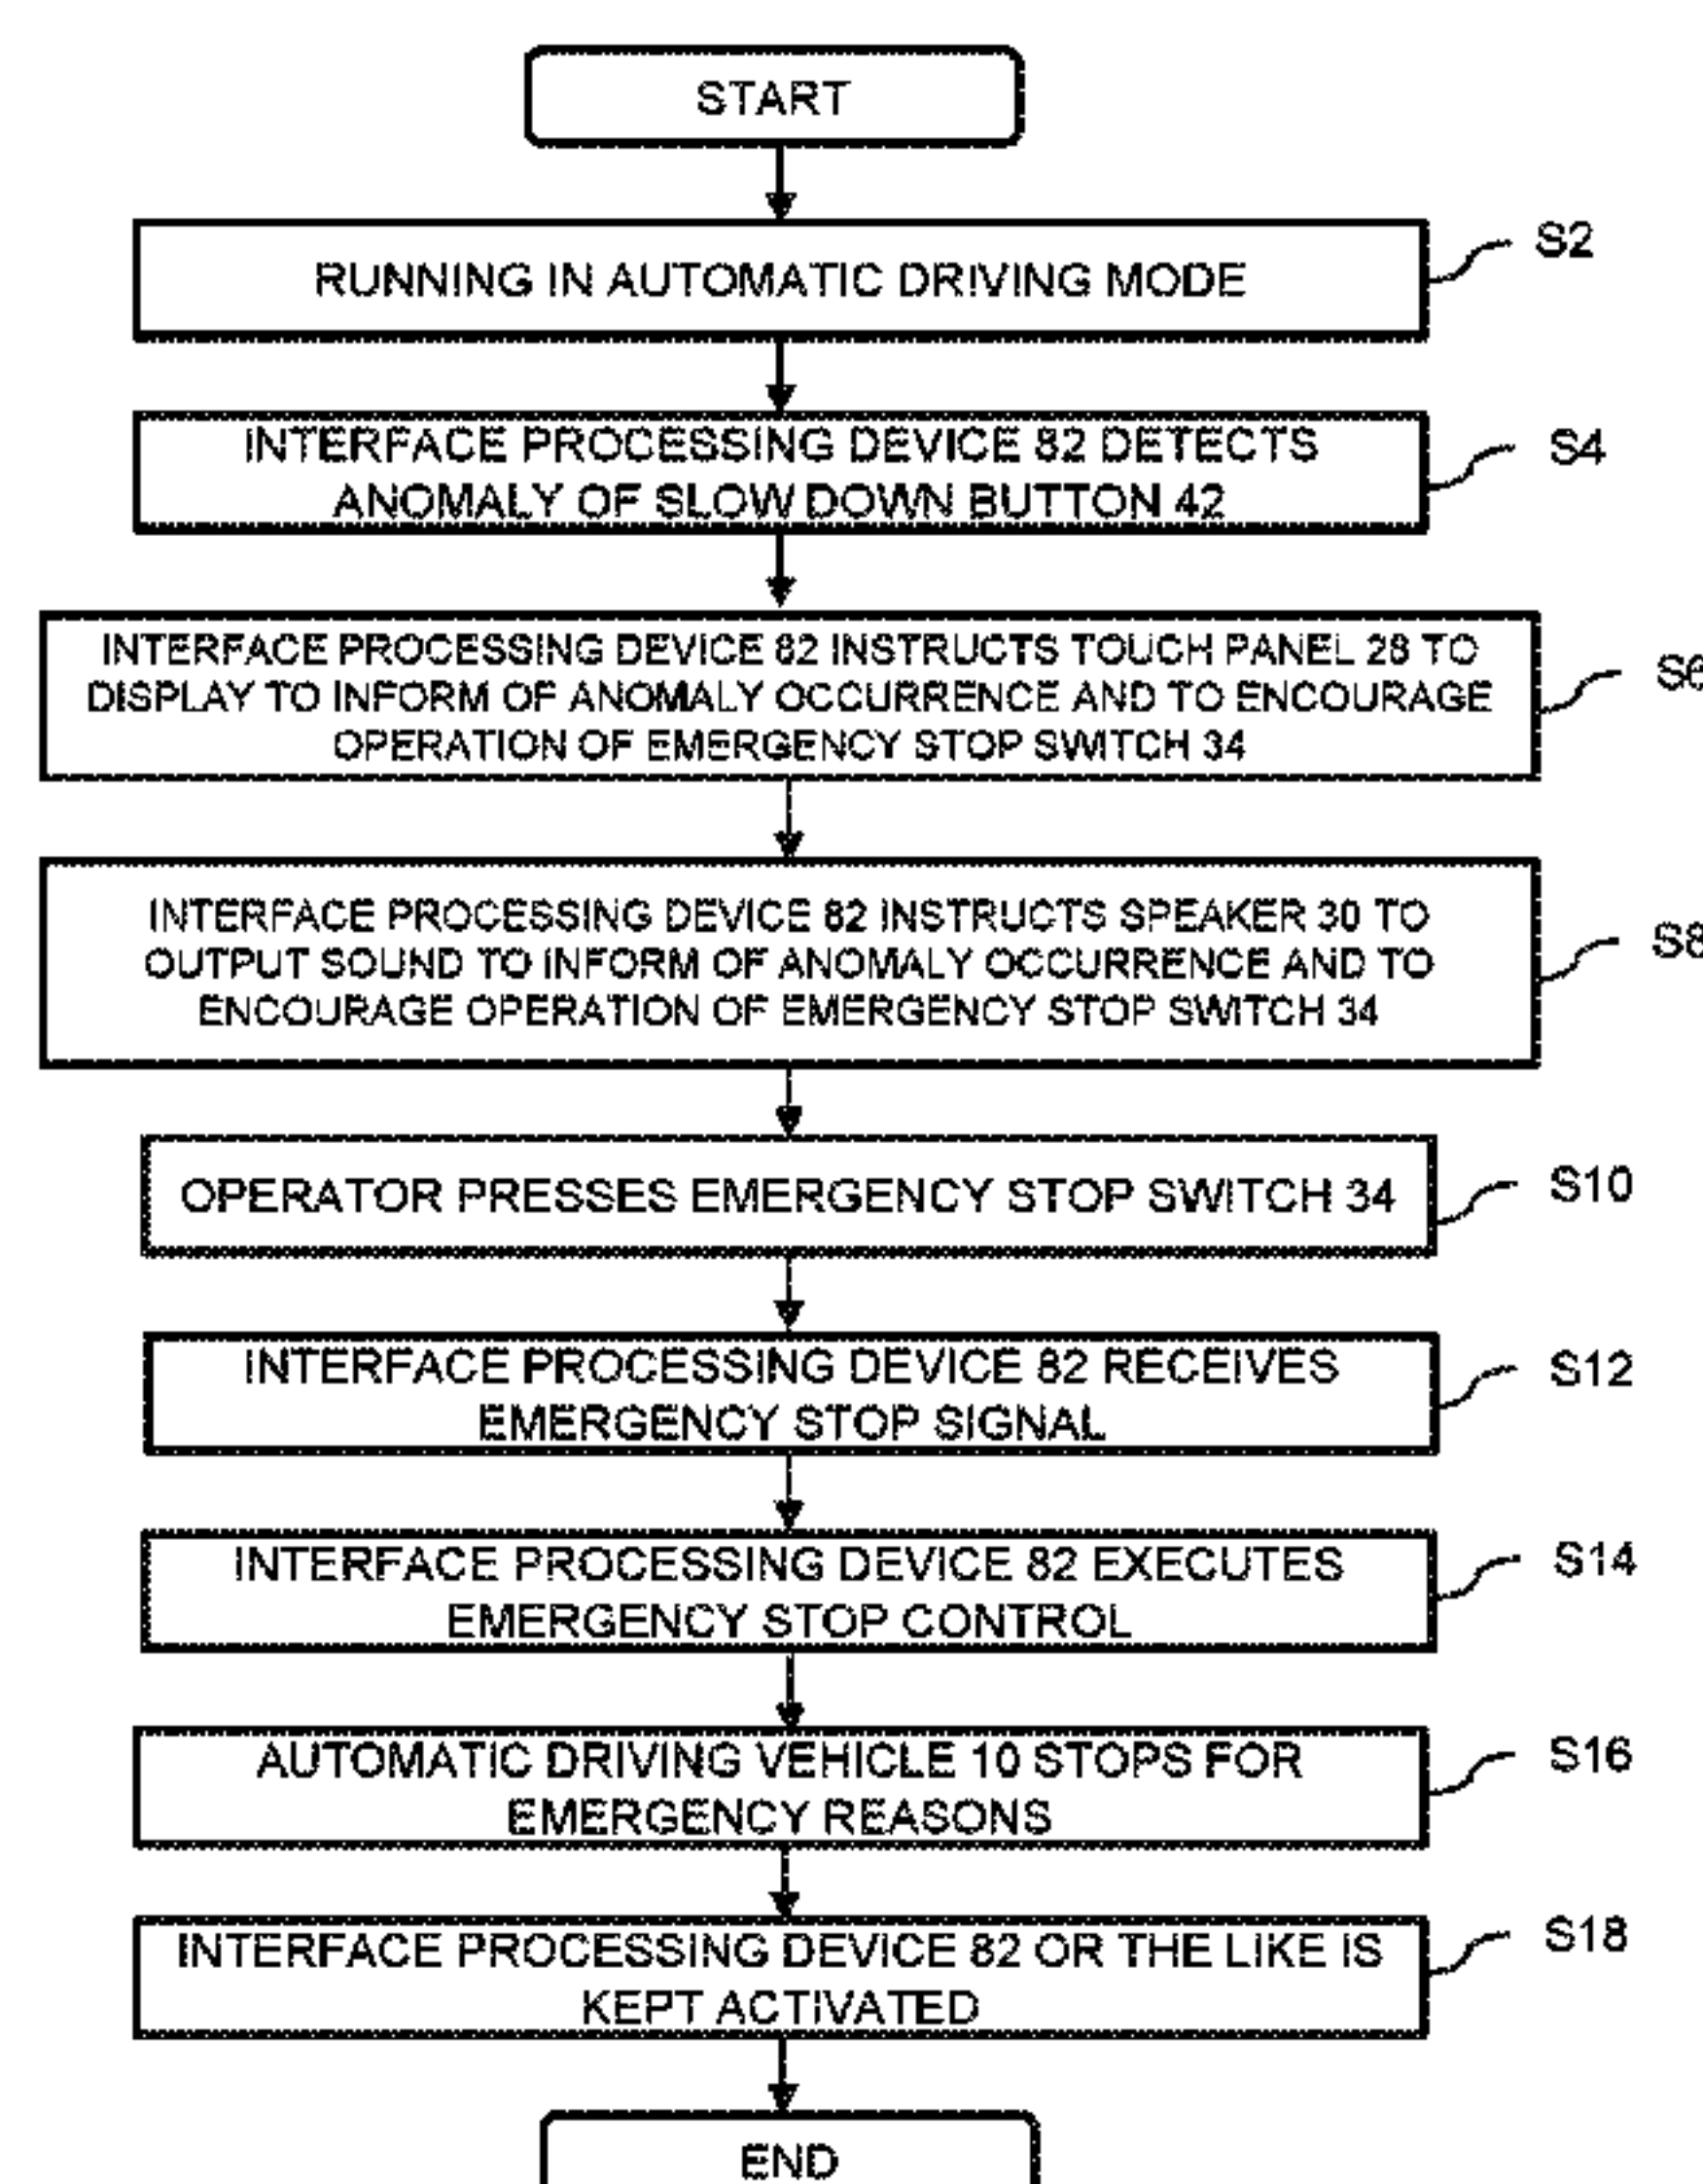 START
RUNNING IN AUTOMATIC DRIVING MODE
S2
INTERFACE PROCESSING DEVICE 82 DETECTS
ANOMALY OF SLOW DOWN BUTTON 42
S4
INTERFACE PROCESSING DEVICE 82 INSTRUCTS TOUCH PANEL 28 TO
DISPLAY TO INFORM OF ANOMALY OCCURRENCE AND TO ENCOURAGE
OPERATION OF EMERGENCY STOP SWITCH 34
S6
INTERFACE PROCESSING DEVICE 82 INSTRUCTS SPEAKER 30 TO
OUTPUT SOUND TO INFORM OF ANOMALY OCCURRENCE AND TO
ENCOURAGE OPERATION OF EMERGENCY STOP SWITCH 34
S8
OPERATOR PRESSES EMERGENCY STOP SWITCH 34
S10
INTERFACE PROCESSING DEVICE 82 RECEIVES
EMERGENCY STOP SIGNAL
S12
INTERFACE PROCESSING DEVICE 82 EXECUTES
EMERGENCY STOP CONTROL
S14
AUTOMATIC DRIVING VEHICLE 10 STOPS FOR
EMERGENCY REASONS
S16
INTERFACE PROCESSING DEVICE 82 OR THE LIKE IS
KEPT ACTIVATED
S18
END